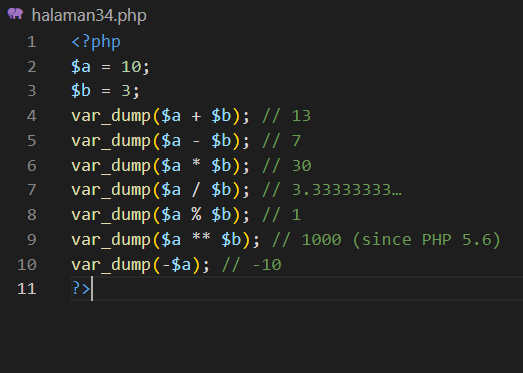 halaman34.php
1 <?php
2 $a = 10;
3 $b = 3;
4 var_dump($a + $b); // 13
5 var_dump($a - $b); // 7
6 var_dump($a * $b); // 30
7 var_dump($a / $b); // 3.33333333…
8 var_dump($a % $b); // 1
9 var_dump($a ** $b); // 1000 (since PHP 5.6)
10 var_dump(-$a); // -10
11 ?>